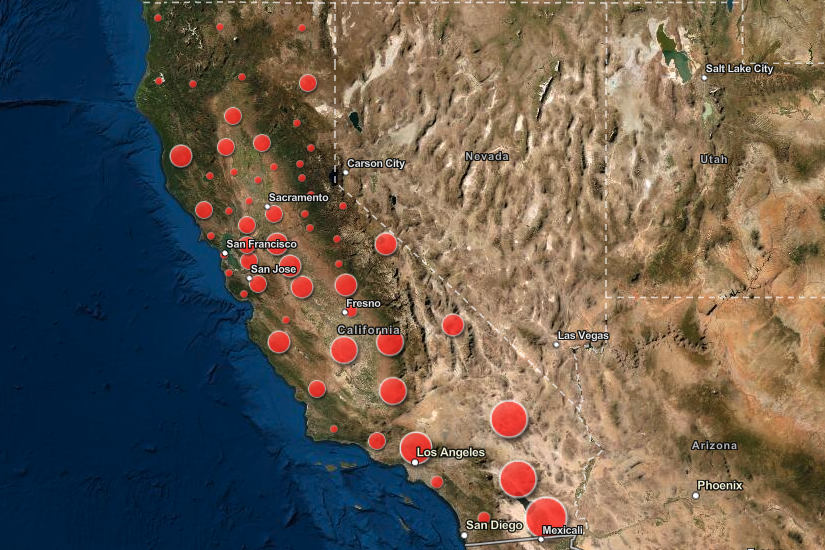 Salt Lake City
Nevada
Utah
Carson City
Sacramento
San Francisco
San Jose
Fresno
California
Las Vegas
Arizona
Los Angeles
Phoenix
San Diego
Mexicali